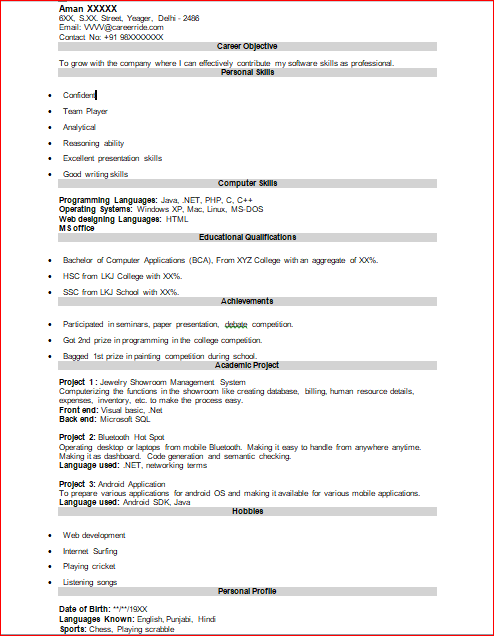 Aman XXXXX
6XX, S.XX. Street, Yeager, Delhi - 2486
Email: VVVV@careerride.com
Contact No: +91 98XXXXXXX
Career Objective
To grow with the company where I can effectively contribute my software skills as professional.
Personal Skills
• Confident
• Team Player
• Analytical
• Reasoning ability
• Excellent presentation skills
• Good writing skills
Computer Skills
Programming Languages: Java, .NET, PHP, C, C++
Operating Systems: Windows XP, Mac, Linux, MS-DOS
Web designing Languages: HTML
MS office
Educational Qualifications
• Bachelor of Computer Applications (BCA), From XYZ College with an aggregate of XX%.
• HSC from LKJ College with XX%.
• SSC from LKJ School with XX%.
Achievements
• Participated in seminars, paper presentation, debate competition.
• Got 2nd prize in programming in the college competition.
• Bagged 1st prize in painting competition during school.
Academic Project
Project 1 : Jewelry Showroom Management System
Computerizing the functions in the showroom like creating database, billing, human resource details,
expenses, inventory, etc. to make the process easy.
Front end: Visual basic, .Net
Back end: Microsoft SQL
Project 2: Bluetooth Hot Spot
Operating desktop or laptops from mobile Bluetooth. Making it easy to handle from anywhere anytime.
Making it as dashboard. Code generation and semantic checking.
Language used: .NET, networking terms
Project 3: Android Application
To prepare various applications for android OS and making it available for various mobile applications.
Language used: Android SDK, Java
Hobbies
• Web development
• Internet Surfing
• Playing cricket
• Listening songs
Personal Profile
Date of Birth: **/**/19XX
Languages Known: English, Punjabi, Hindi
Sports: Chess, Playing scrabble